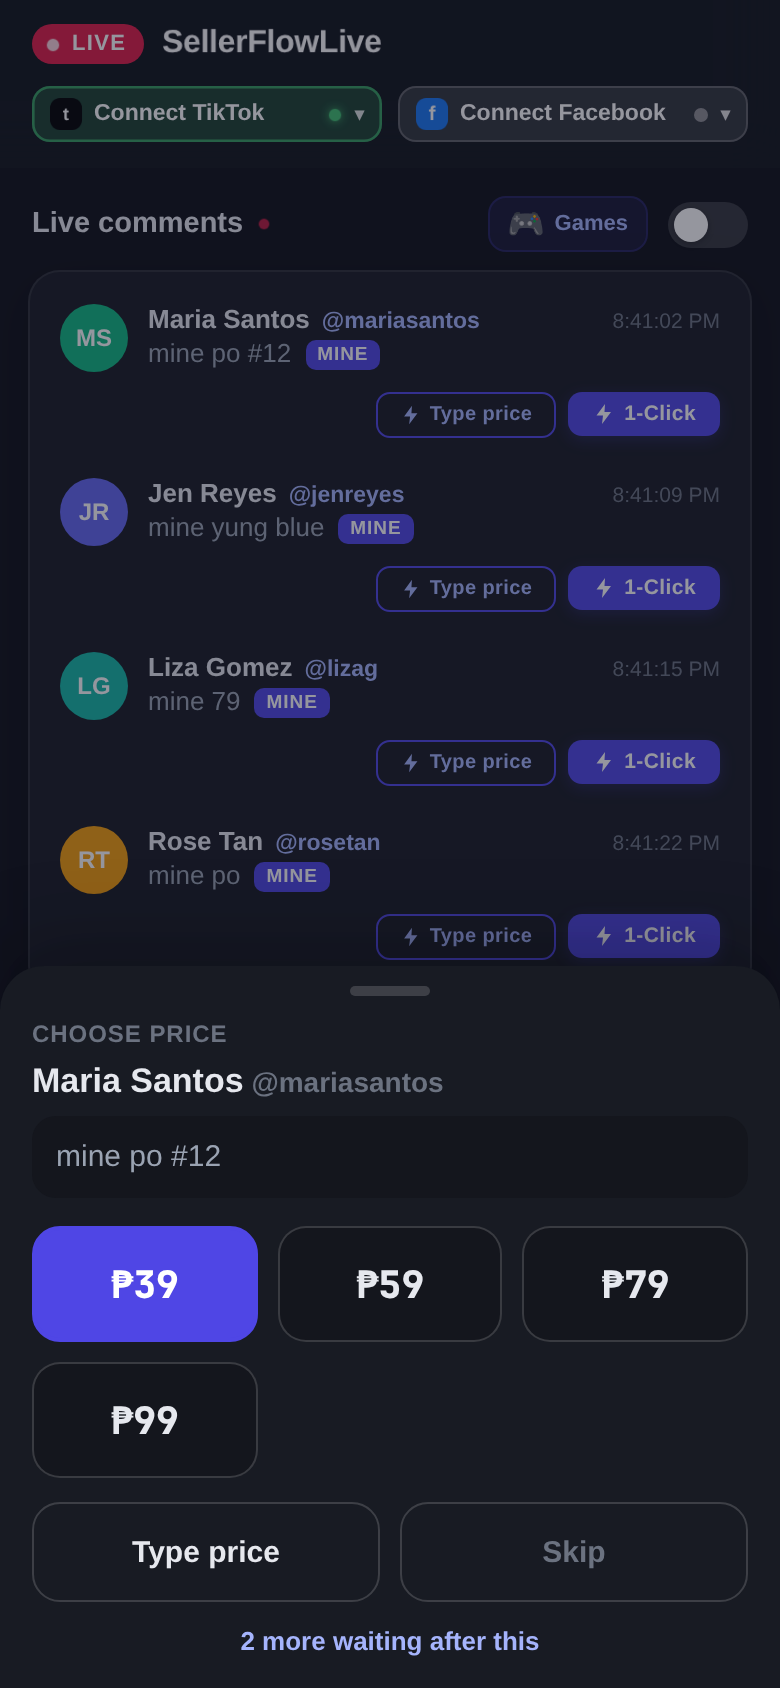 LIVE SellerFlowLive
t Connect TikTok ▼ f Connect Facebook ▼
Live comments Games
MS Maria Santos @mariasantos 8:41:02 PM
mine po #12 MINE
Type price 1-Click
JR Jen Reyes @jenreyes 8:41:09 PM
mine yung blue MINE
Type price 1-Click
LG Liza Gomez @lizag 8:41:15 PM
mine 79 MINE
Type price 1-Click
RT Rose Tan @rosetan 8:41:22 PM
mine po MINE
Type price 1-Click
CHOOSE PRICE
Maria Santos @mariasantos
mine po #12
₱39 ₱59 ₱79
₱99
Type price Skip
2 more waiting after this